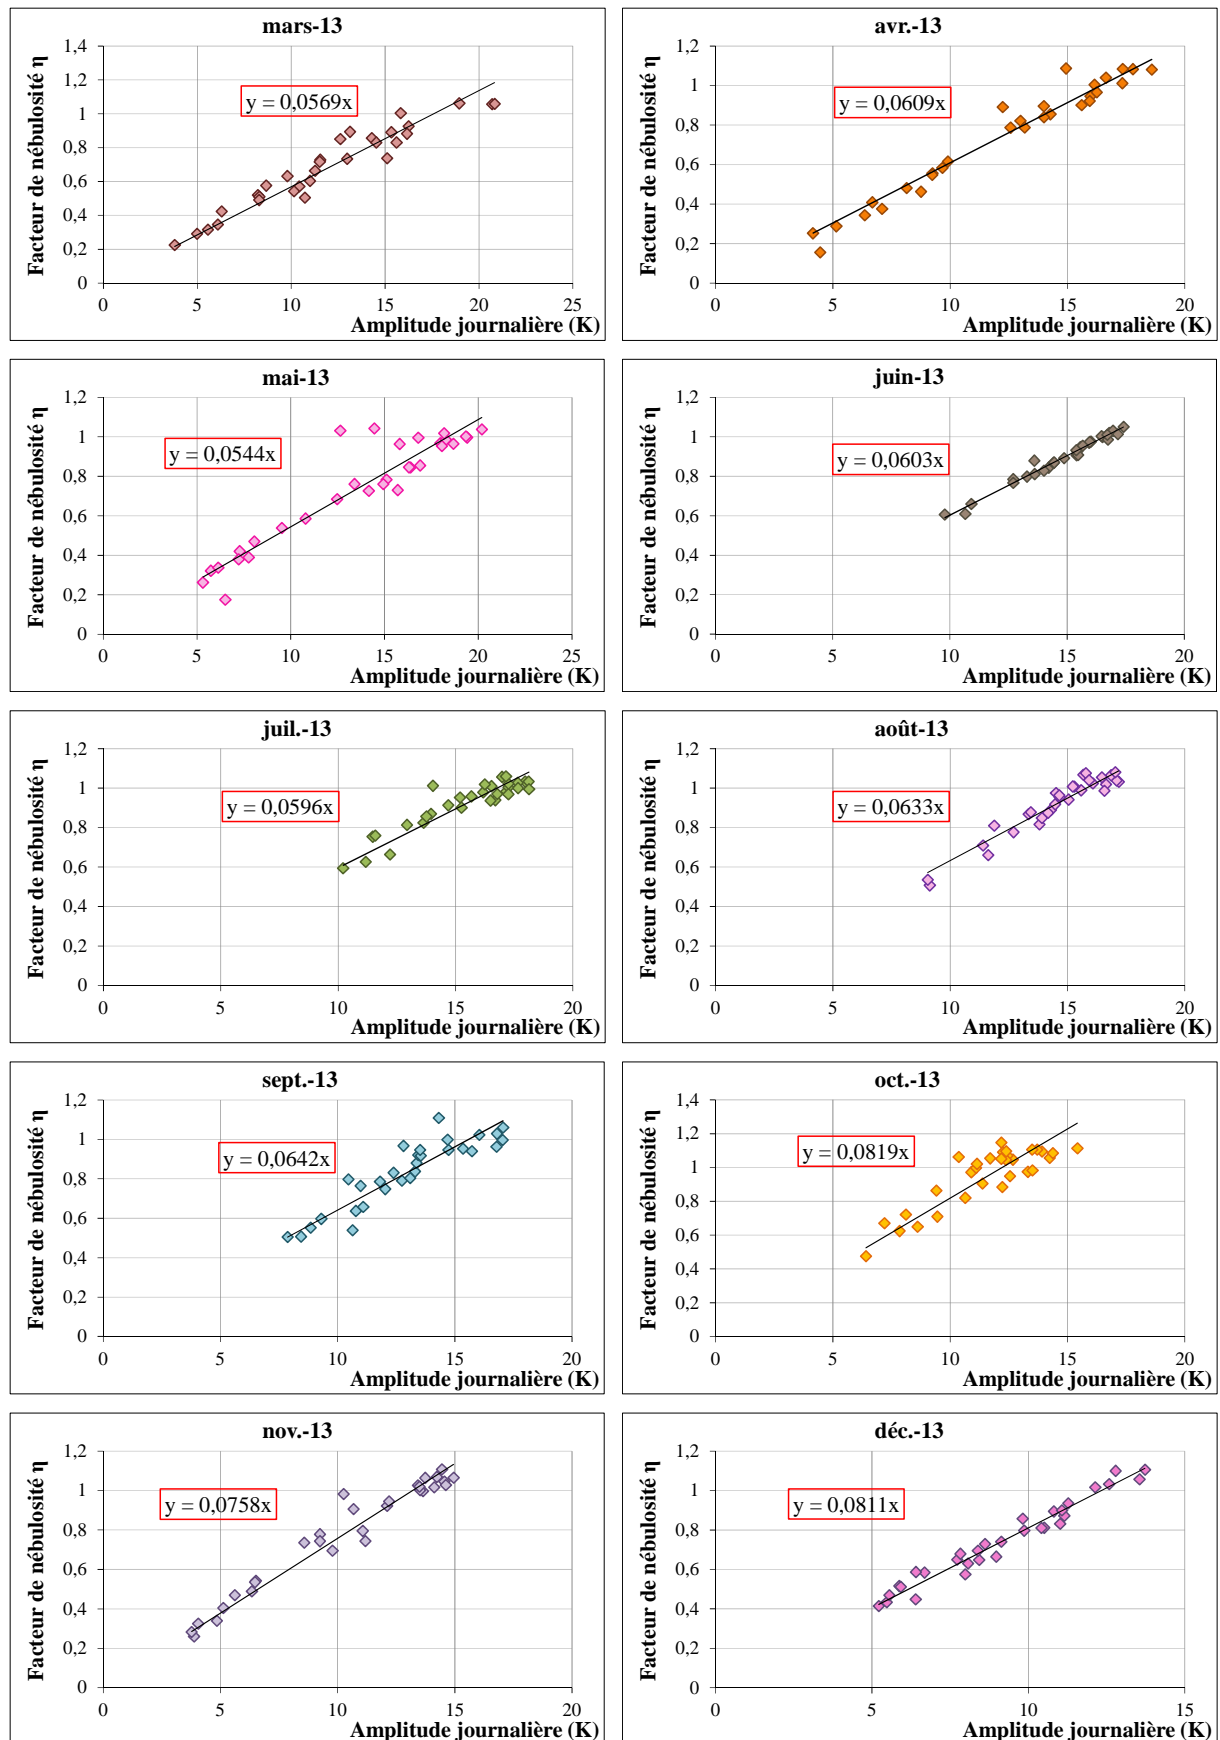 mars-13
Facteur de nébulosité η
1,4
1,2
1
0,8
0,6
0,4
0,2
0
y = 0,0569x
0 5 10 15 20 25
Amplitude journalière (K)
avr.-13
Facteur de nébulosité η
1,2
1
0,8
0,6
0,4
0,2
0
y = 0,0609x
0 5 10 15 20
Amplitude journalière (K)
mai-13
Facteur de nébulosité η
1,2
1
0,8
0,6
0,4
0,2
0
y = 0,0544x
0 5 10 15 20 25
Amplitude journalière (K)
juin-13
Facteur de nébulosité η
1,2
1
0,8
0,6
0,4
0,2
0
y = 0,0603x
0 5 10 15 20
Amplitude journalière (K)
juil.-13
Facteur de nébulosité η
1,2
1
0,8
0,6
0,4
0,2
0
y = 0,0596x
0 10 15 20
Amplitude journalière (K)
août-13
Facteur de nébulosité η
1,2
1
0,8
0,6
0,4
0,2
0
y = 0,0633x
0 5 10 15 20
Amplitude journalière (K)
sept.-13
Facteur de nébulosité η
1,2
1
0,8
0,6
0,4
0,2
0
y = 0,0642x
0 5 10 15 20
Amplitude journalière (K)
oct.-13
Facteur de nébulosité η
1,4
1,2
1
0,8
0,6
0,4
0,2
0
y = 0,0819x
0 5 10 15 20
Amplitude journalière (K)
nov.-13
Facteur de nébulosité η
1,2
1
0,8
0,6
0,4
0,2
0
y = 0,0758x
0 5 10 15 20
Amplitude journalière (K)
déc.-13
Facteur de nébulosité η
1,2
1
0,8
0,6
0,4
0,2
0
y = 0,0811x
0 5 10 15
Amplitude journalière (K)